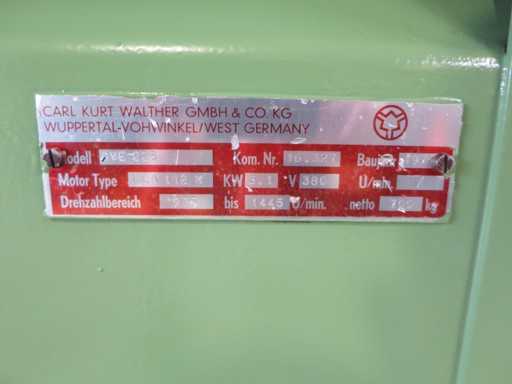 CARL KURT WALTHER GMBH & CO. KG
WUPPERTAL-VOHWINKEL/WEST GERMANY
Modell Kom. Nr. Baujahr
Motor Type 112 M KW V 380 U/min.
Drehzahlbereich bis 1445 U/min. netto kg